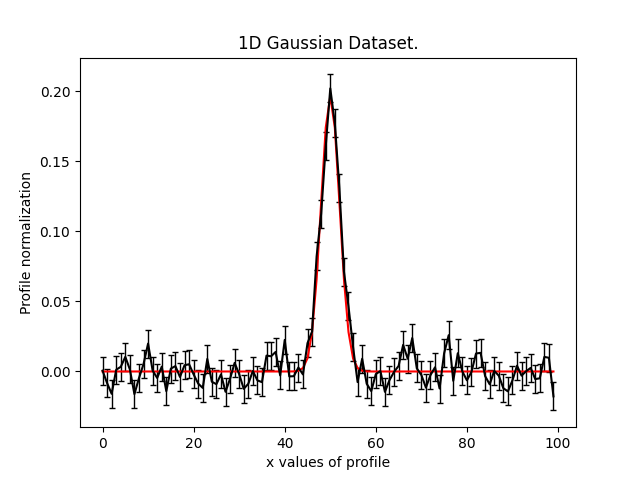 1D Gaussian Dataset.
Profile normalization
0.20
0.15
0.10
0.05
0.00
0 20 40 60 80 100
x values of profile